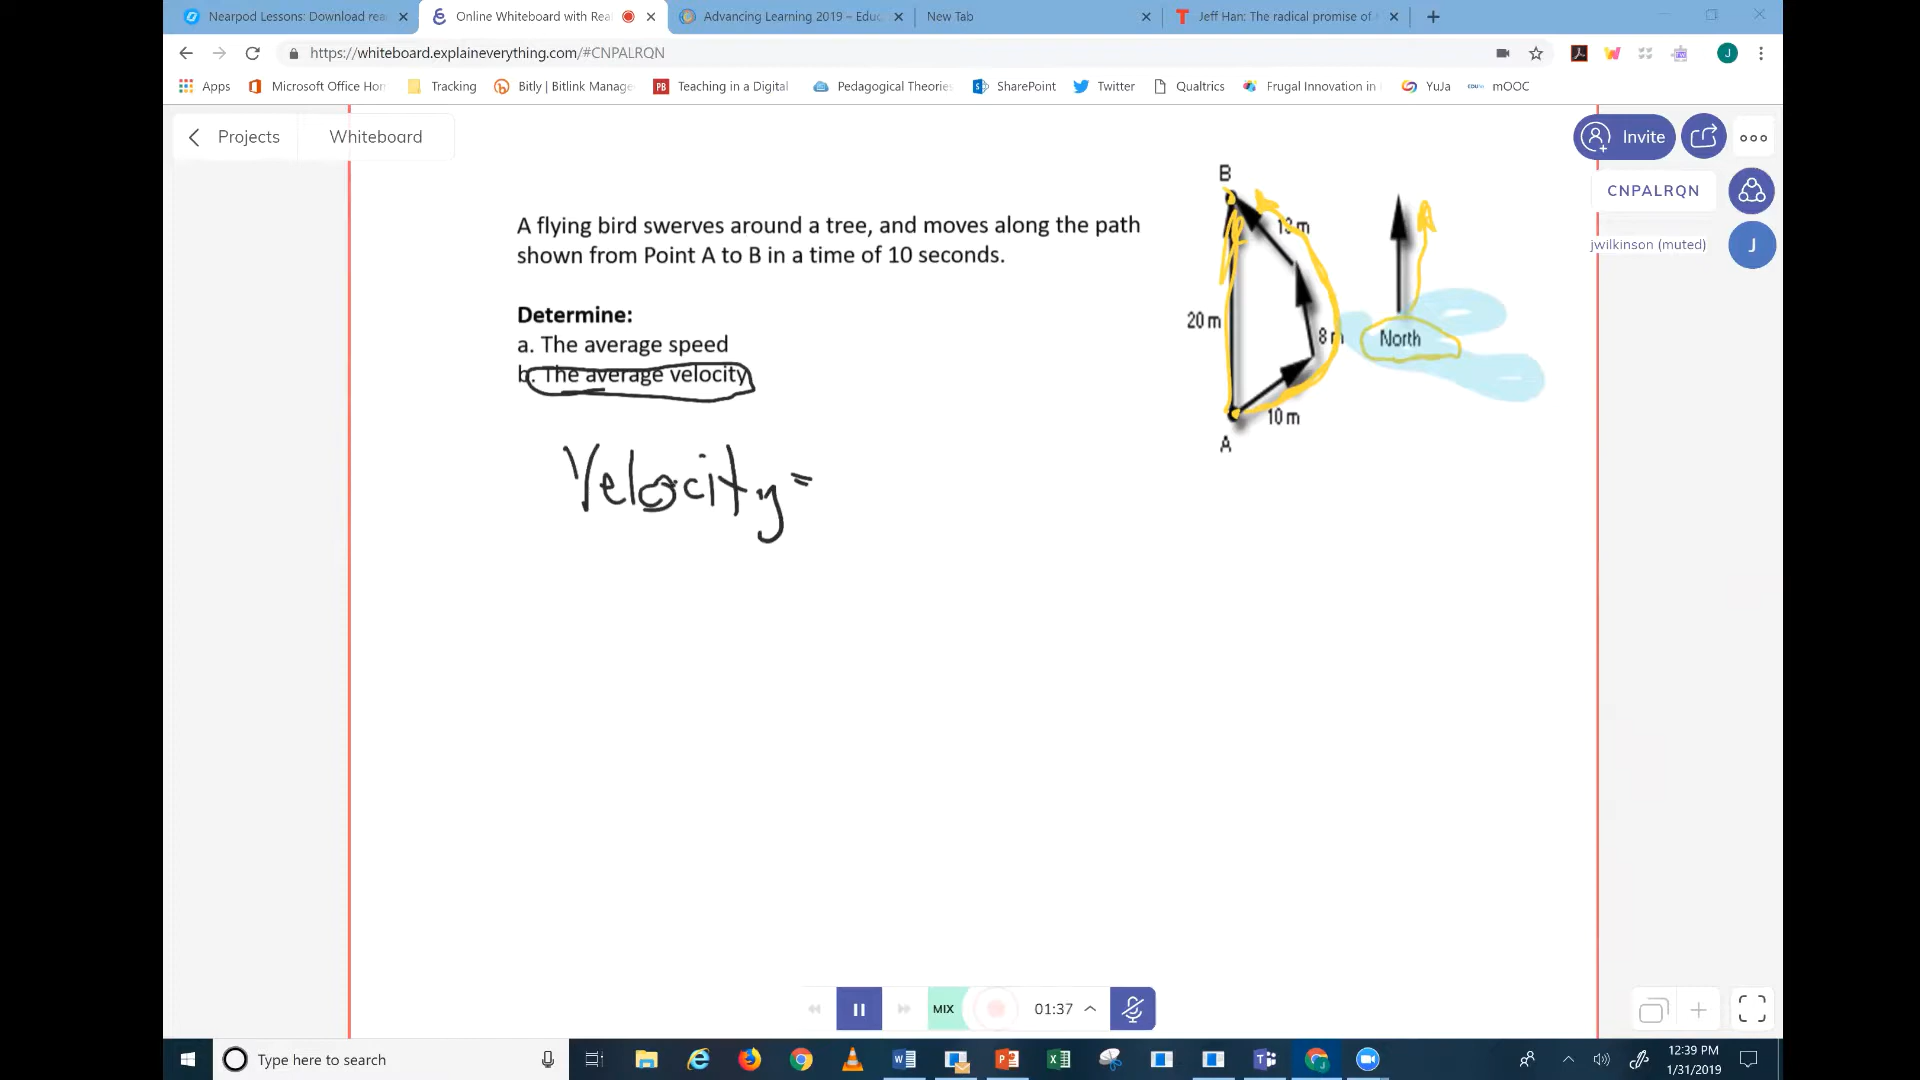 Nearpod Lessons: Download rea
Online Whiteboard with Rea
Advancing Learning 2019 – Educ
New Tab
Jeff Han: The radical promise of
https://whiteboard.explaineverything.com/#CNPALRQN
J
Apps
Microsoft Office Hom
Tracking
Bitly | Bitlink Manage
Teaching in a Digital
Pedagogical Theorie
SharePoint
Twitter
Qualtrics
Frugal Innovation in
YuJa
mOOC
Projects
Whiteboard
Invite
CNPALRQN
jwilkinson (muted)
J
A flying bird swerves around a tree, and moves along the path
shown from Point A to B in a time of 10 seconds.
Determine:
a. The average speed
b. The average velocity
Velocity =
B
20 m
8 m
10 m
A
North
MIX
01:37
Type here to search
12:39 PM
1/31/2019